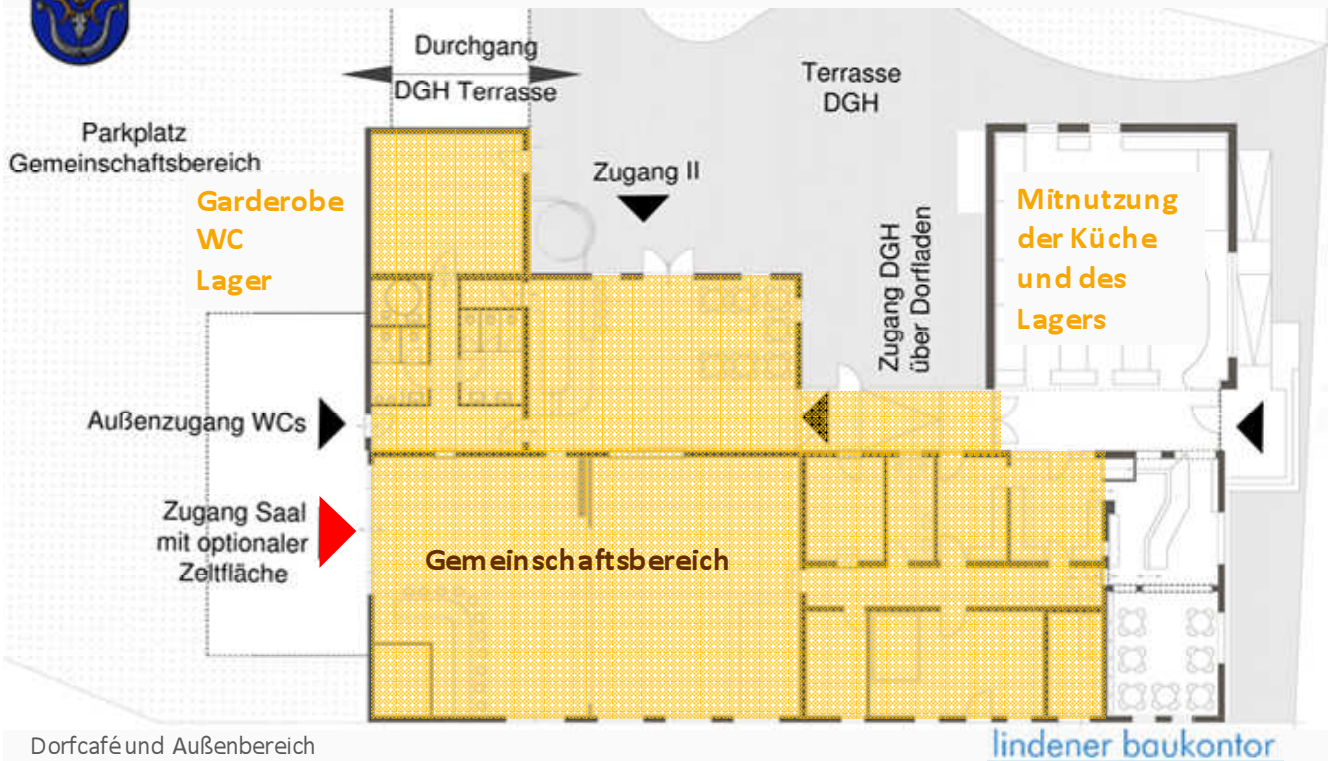 Durchgang
DGH Terrasse
Terrasse
DGH
Parkplatz
Gemeinschaftsbereich
Zugang II
Garderobe
WC
Lager
Mitnutzung
der Küche
und des
Lagers
Zugang DGH
über Dorfladen
Außenzugang WCs
Zugang Saal
mit optionaler
Zeltfläche
Gemeinschaftsbereich
Dorfcafé und Außenbereich
lindener baukontor